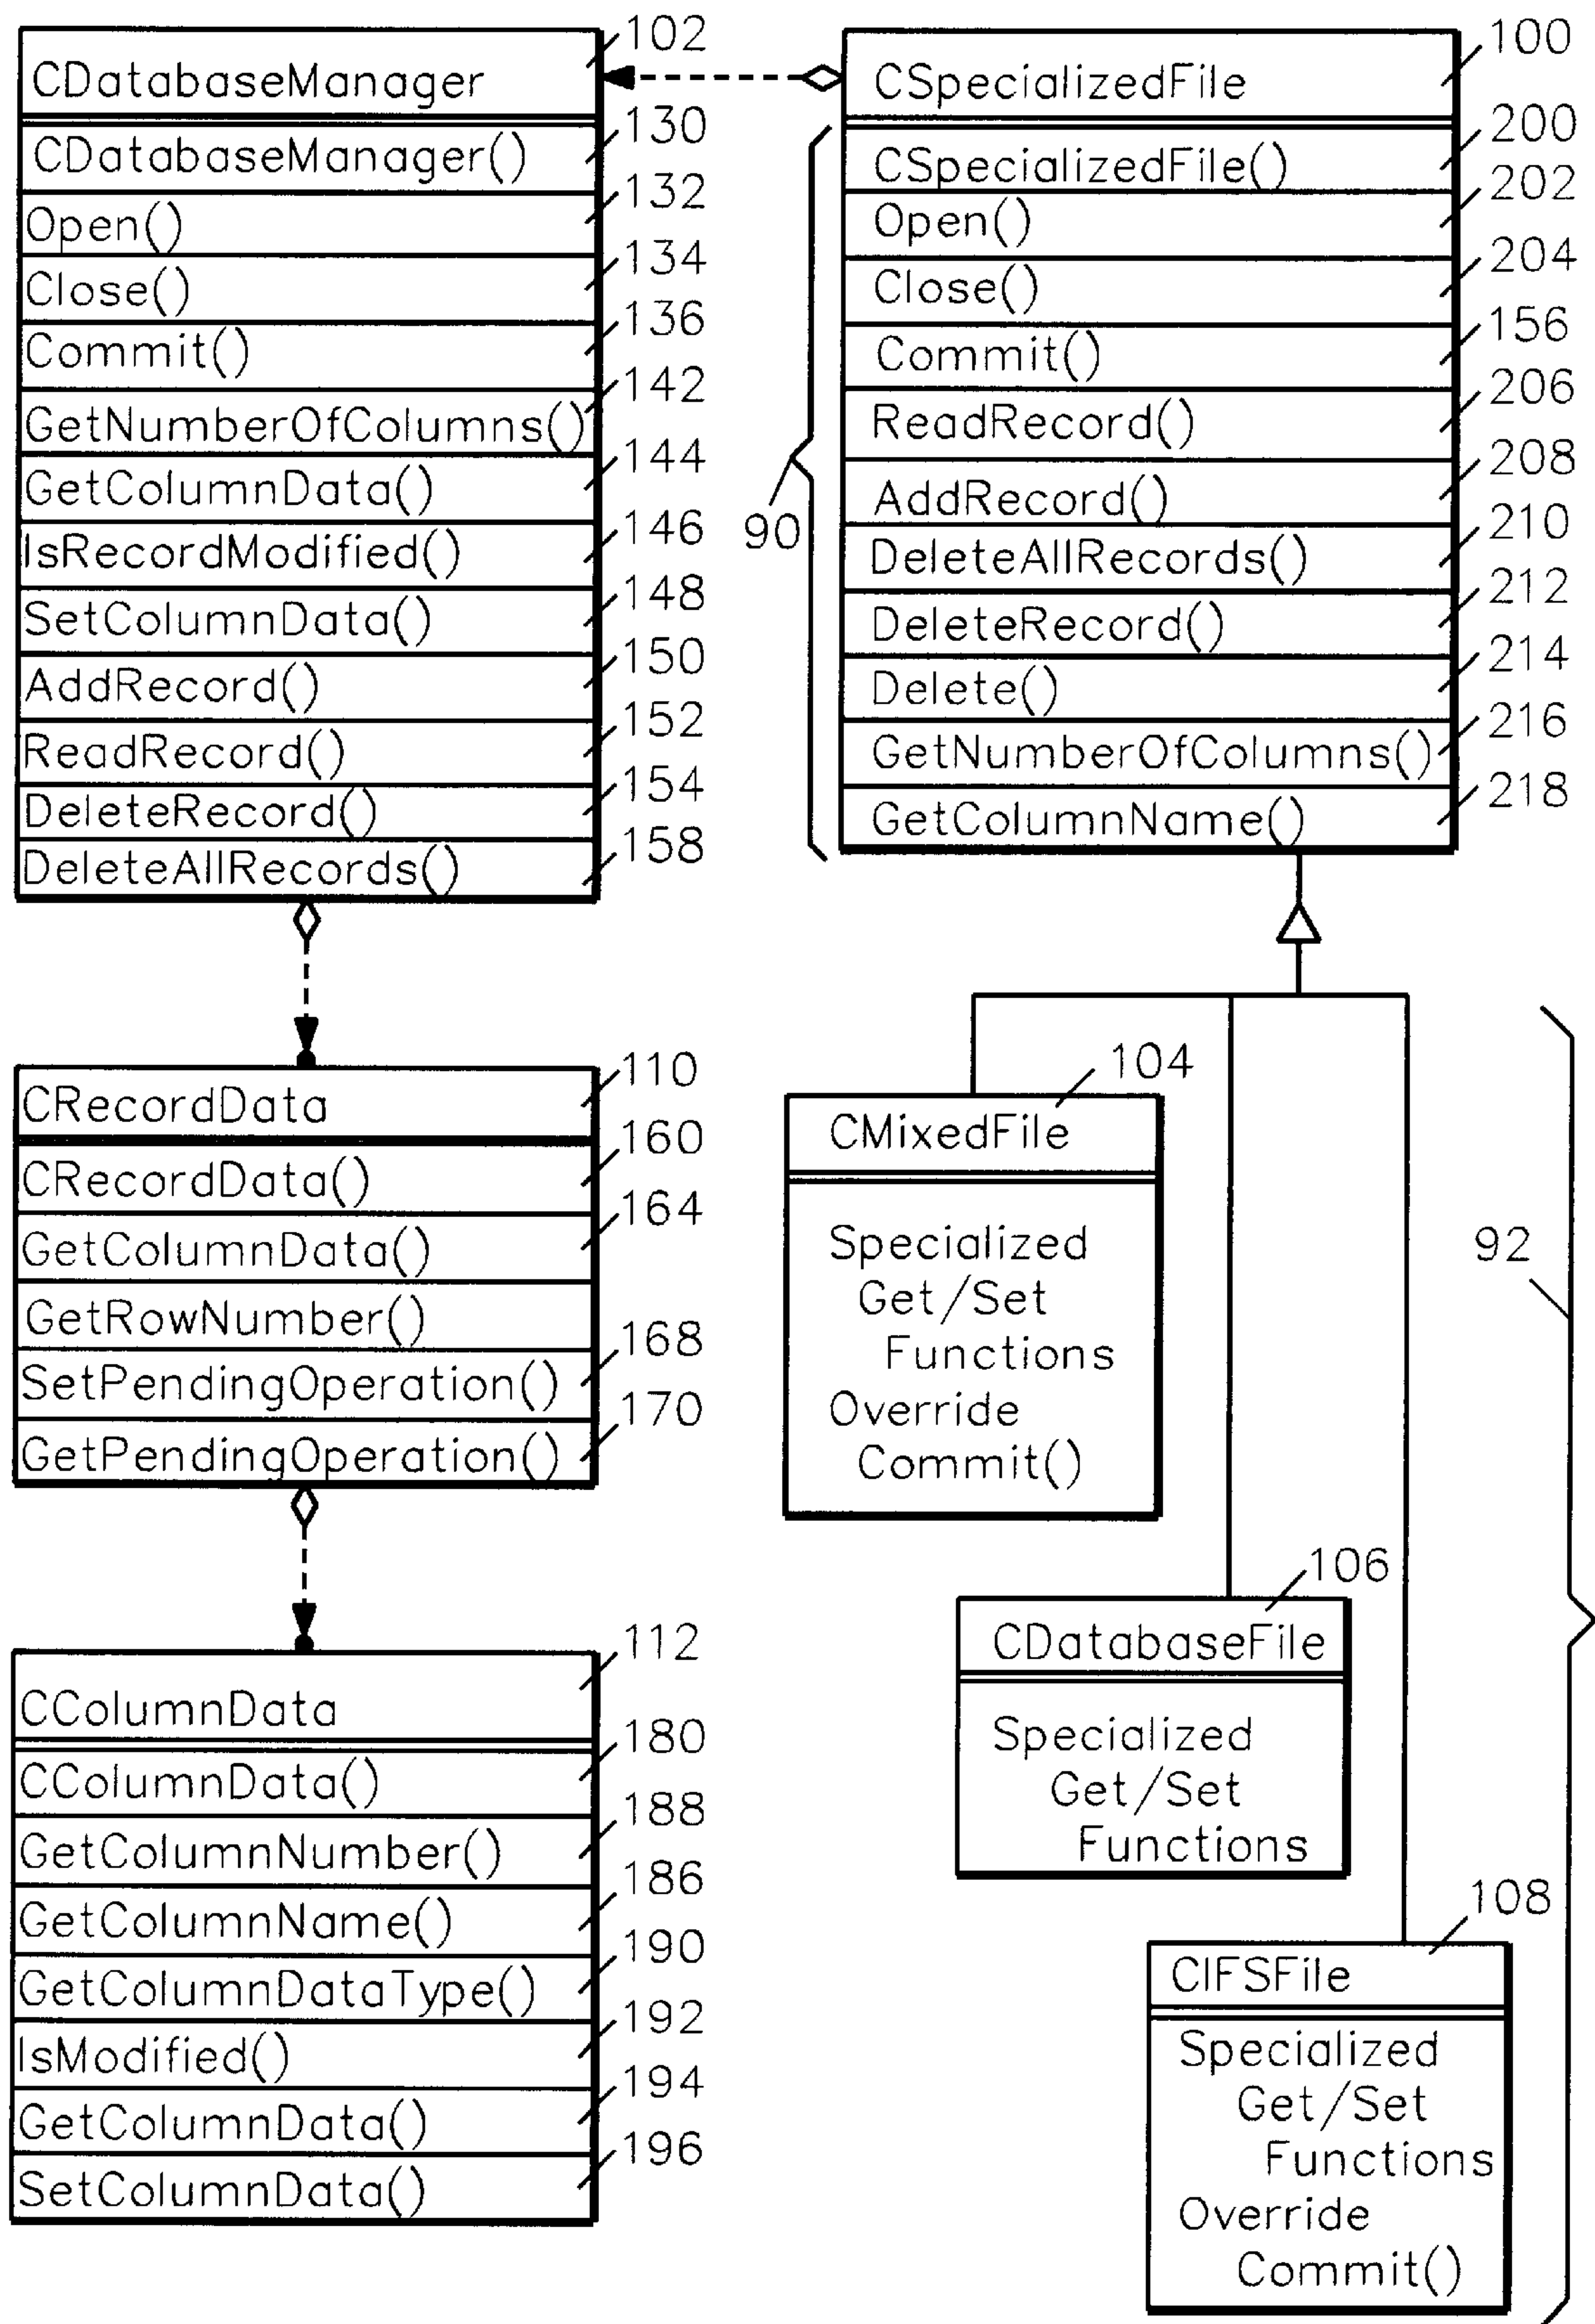 102
CDatabaseManager
130
CDatabaseManager()
132
Open()
134
Close()
136
Commit()
142
GetNumberOfColumns()
144
GetColumnData()
146
IsRecordModified()
148
SetColumnData()
150
AddRecord()
152
ReadRecord()
154
DeleteRecord()
158
DeleteAllRecords()
100
CSpecializedFile
200
CSpecializedFile()
202
Open()
204
Close()
156
Commit()
206
ReadRecord()
208
AddRecord()
90
210
DeleteAllRecords()
212
DeleteRecord()
214
Delete()
216
GetNumberOfColumns()
218
GetColumnName()
110
CRecordData
160
CRecordData()
164
GetColumnData()
GetRowNumber()
168
SetPendingOperation()
170
GetPendingOperation()
112
CColumnData
180
CColumnData()
188
GetColumnNumber()
186
GetColumnName()
190
GetColumnDataType()
192
IsModified()
194
GetColumnData()
196
SetColumnData()
104
CMixedFile
Specialized
Get/Set
Functions
Override
Commit()
92
106
CDatabaseFile
Specialized
Get/Set
Functions
108
CIFSFile
Specialized
Get/Set
Functions
Override
Commit()